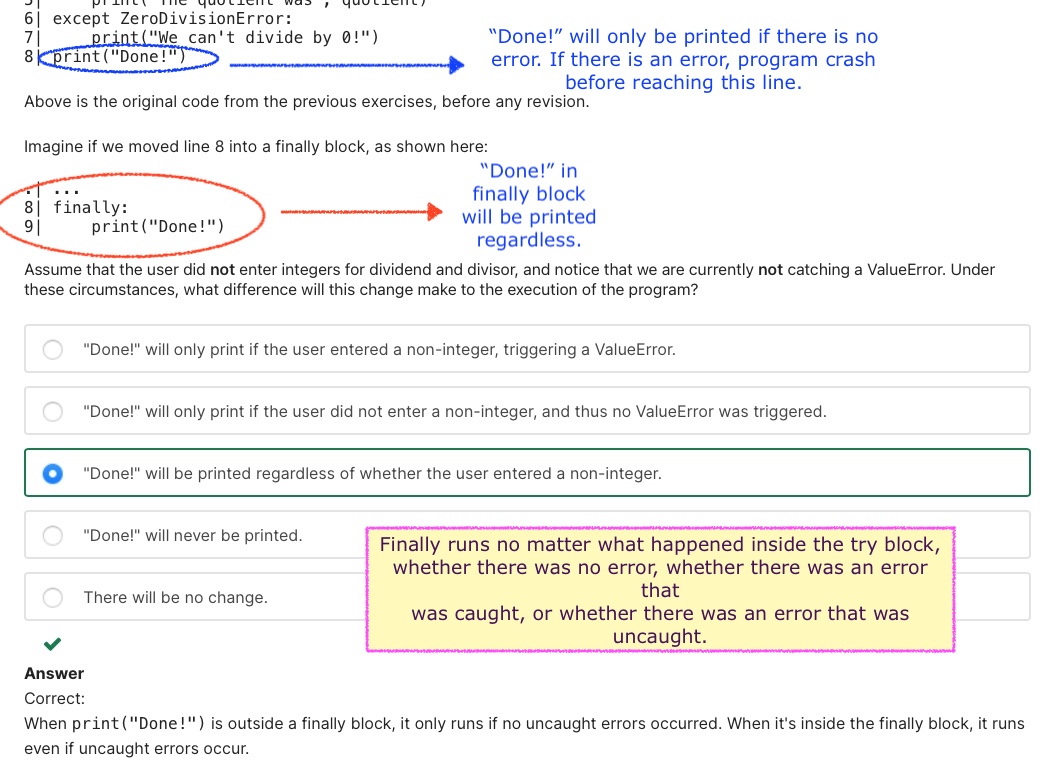 5| print("The quotient was", quotient)
6| except ZeroDivisionError:
7| print("We can't divide by 0!")
8| print("Done!")
“Done!” will only be printed if there is no
error. If there is an error, program crash
before reaching this line.
Above is the original code from the previous exercises, before any revision.
Imagine if we moved line 8 into a finally block, as shown here:
.| ...
8| finally:
9| print("Done!")
“Done!” in
finally block
will be printed
regardless.
Assume that the user did not enter integers for dividend and divisor, and notice that we are currently not catching a ValueError. Under
these circumstances, what difference will this change make to the execution of the program?
"Done!" will only print if the user entered a non-integer, triggering a ValueError.
"Done!" will only print if the user did not enter a non-integer, and thus no ValueError was triggered.
"Done!" will be printed regardless of whether the user entered a non-integer.
"Done!" will never be printed.
There will be no change.
Finally runs no matter what happened inside the try block,
whether there was no error, whether there was an error
that
was caught, or whether there was an error that was
uncaught.
Answer
Correct:
When print("Done!") is outside a finally block, it only runs if no uncaught errors occurred. When it's inside the finally block, it runs
even if uncaught errors occur.